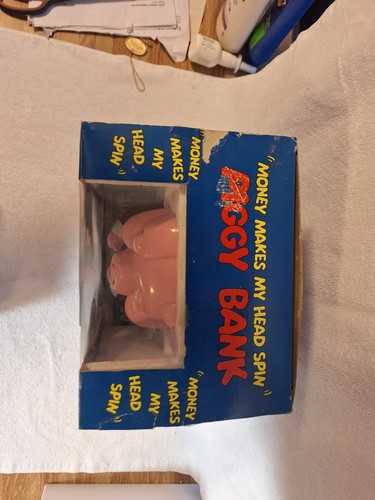 "MONEY MAKES MY HEAD SPIN"
PIGGY BANK
"MONEY
MAKES
MY
HEAD
SPIN"
"MONEY
MAKES
MY
HEAD
SPIN"